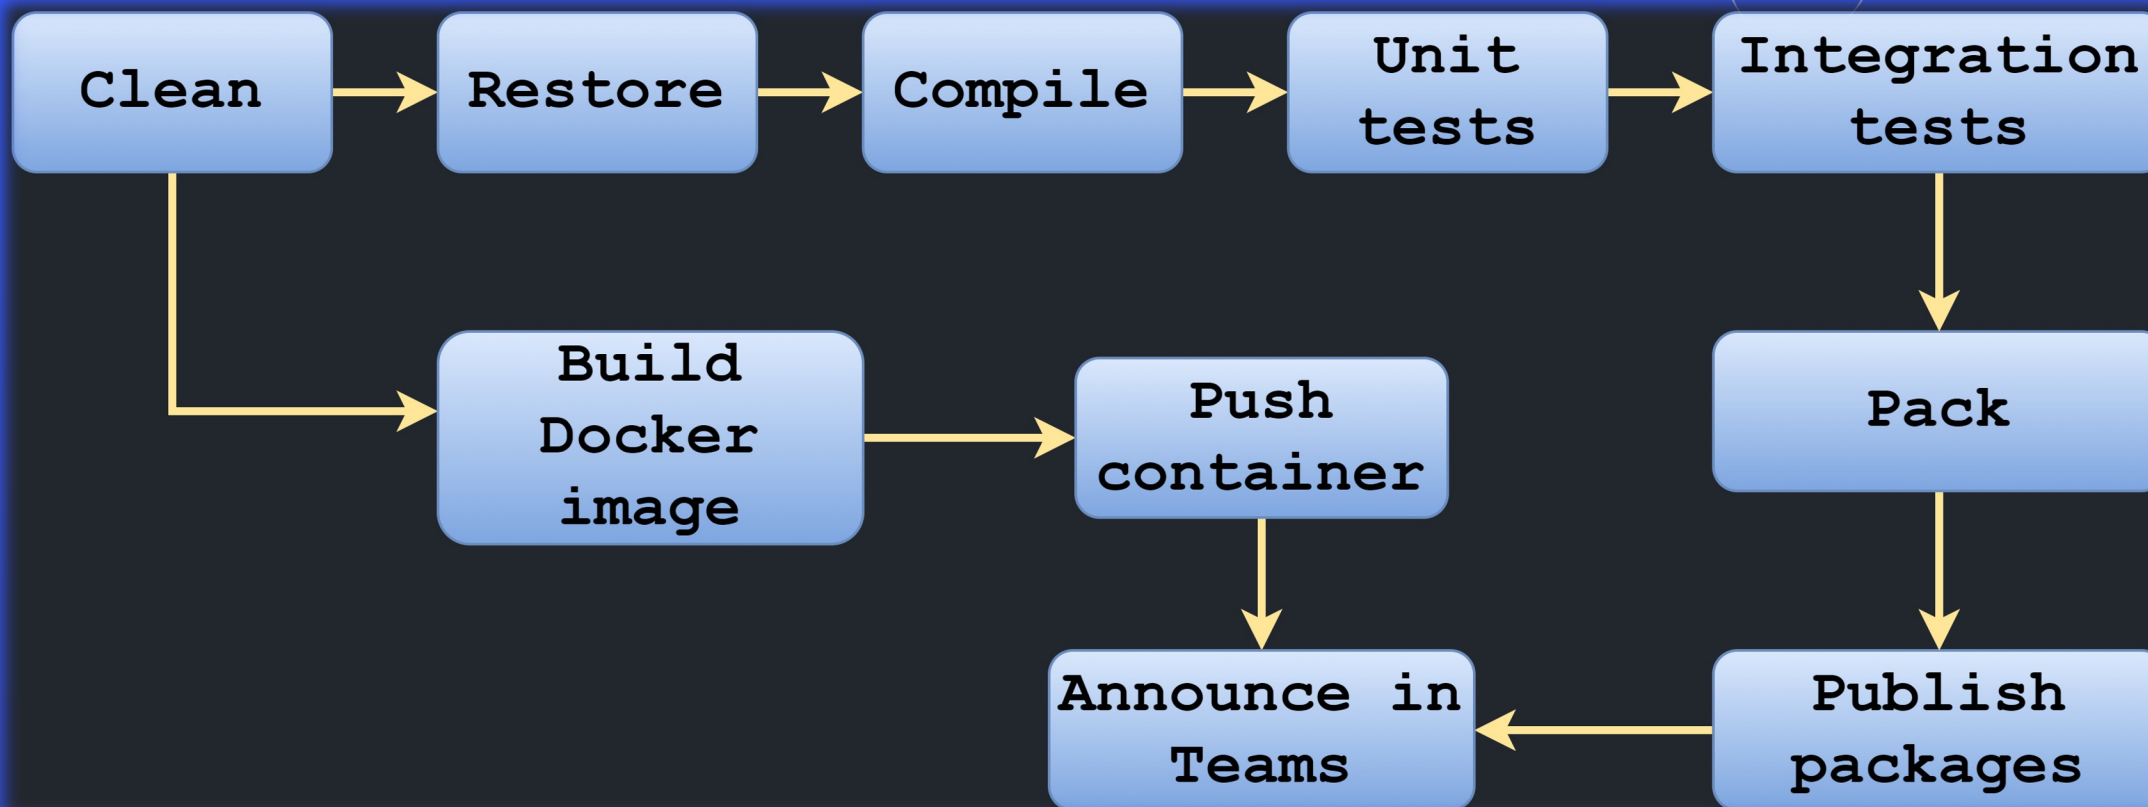 Clean
Restore
Compile
Unit
tests
Integration
tests
Build
Docker
image
Push
container
Pack
Announce in
Teams
Publish
packages